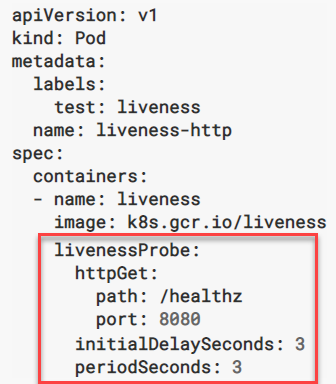 apiVersion: v1
kind: Pod
metadata:
  labels:
    test: liveness
  name: liveness-http
spec:
  containers:
  - name: liveness
    image: k8s.gcr.io/liveness
    livenessProbe:
      httpGet:
        path: /healthz
        port: 8080
      initialDelaySeconds: 3
      periodSeconds: 3